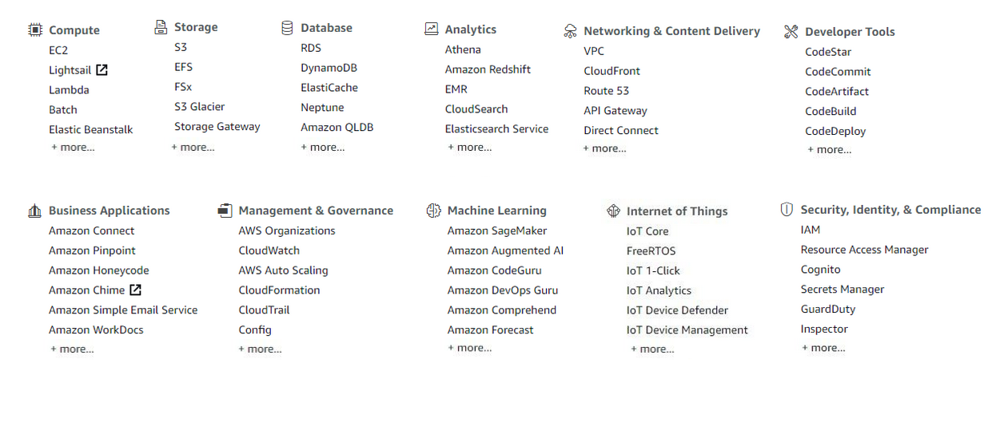 Compute
EC2
Lightsail
Lambda
Batch
Elastic Beanstalk
+ more...
Storage
S3
EFS
FSx
S3 Glacier
Storage Gateway
+ more...
Database
RDS
DynamoDB
ElastiCache
Neptune
Amazon QLDB
+ more...
Analytics
Athena
Amazon Redshift
EMR
CloudSearch
Elasticsearch Service
+ more...
Networking & Content Delivery
VPC
CloudFront
Route 53
API Gateway
Direct Connect
+ more...
Developer Tools
CodeStar
CodeCommit
CodeArtifact
CodeBuild
CodeDeploy
+ more...
Business Applications
Amazon Connect
Amazon Pinpoint
Amazon Honeycode
Amazon Chime
Amazon Simple Email Service
Amazon WorkDocs
+ more...
Management & Governance
AWS Organizations
CloudWatch
AWS Auto Scaling
CloudFormation
CloudTrail
Config
+ more...
Machine Learning
Amazon SageMaker
Amazon Augmented AI
Amazon CodeGuru
Amazon DevOps Guru
Amazon Comprehend
Amazon Forecast
+ more...
Internet of Things
IoT Core
FreeRTOS
IoT 1-Click
IoT Analytics
IoT Device Defender
IoT Device Management
+ more...
Security, Identity, & Compliance
IAM
Resource Access Manager
Cognito
Secrets Manager
GuardDuty
Inspector
+ more...